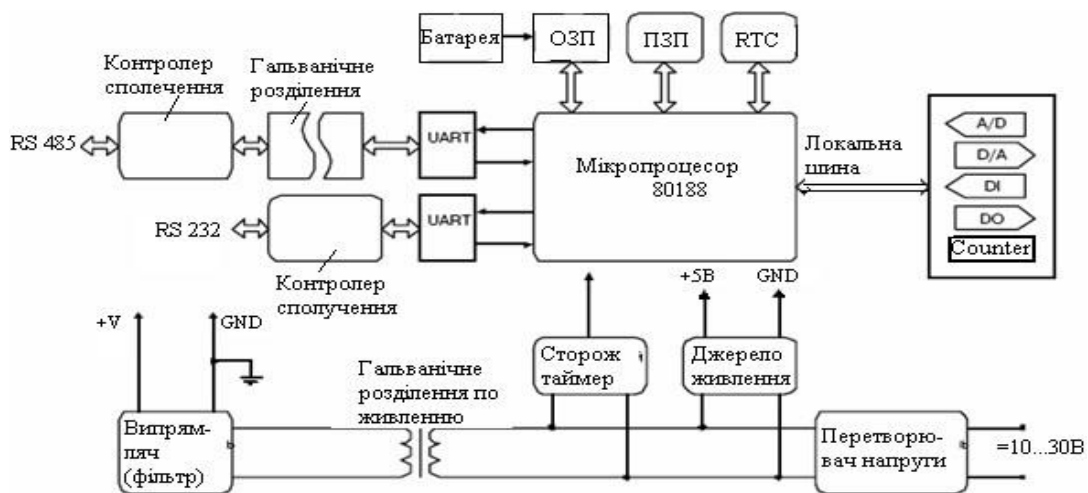 Батарея
ОЗП
ПЗП
RTC
Контролер
сполечення
Гальванічне
розділення
RS 485
UART
Мікропроцесор
80188
Локальна
шина
A/D
D/A
DI
DO
Counter
RS 232
UART
Контролер
сполучення
+5В
GND
+V
GND
Сторож
таймер
Джерело
живлення
Гальванічне
розділення по
живленню
Випрям-
ляч
(фільтр)
Перетворю-
вач напруги
=10...30В